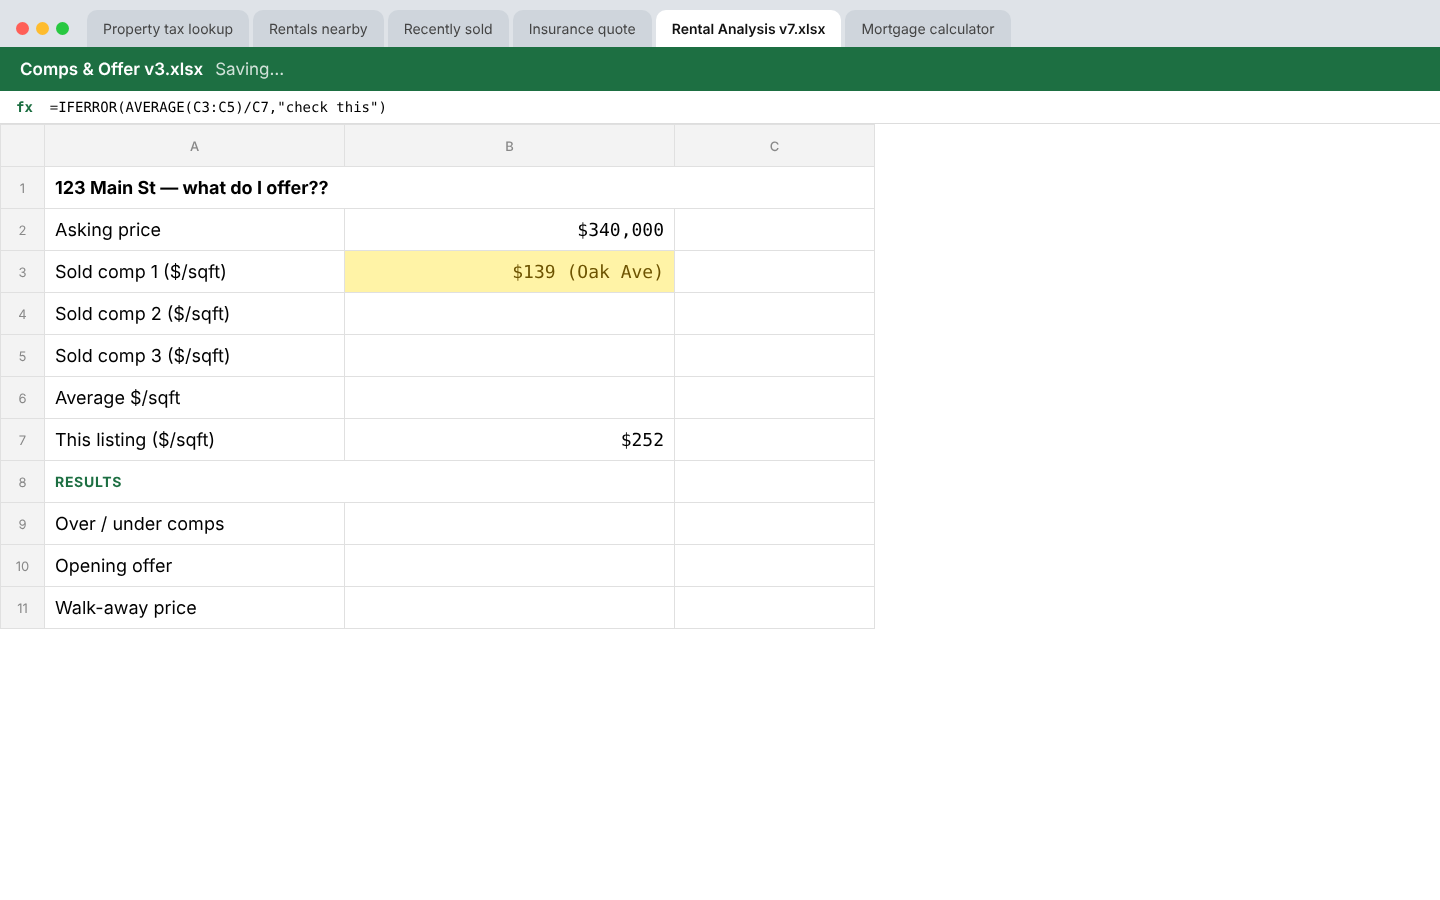 Property tax lookup
Rentals nearby
Recently sold
Insurance quote
Rental Analysis v7.xlsx
Mortgage calculator
Comps & Offer v3.xlsx Saving...
fx =IFERROR(AVERAGE(C3:C5)/C7,"check this")
A B C
1 123 Main St — what do I offer??
2 Asking price $340,000
3 Sold comp 1 ($/sqft) $139 (Oak Ave)
4 Sold comp 2 ($/sqft)
5 Sold comp 3 ($/sqft)
6 Average $/sqft
7 This listing ($/sqft) $252
8 RESULTS
9 Over / under comps
10 Opening offer
11 Walk-away price